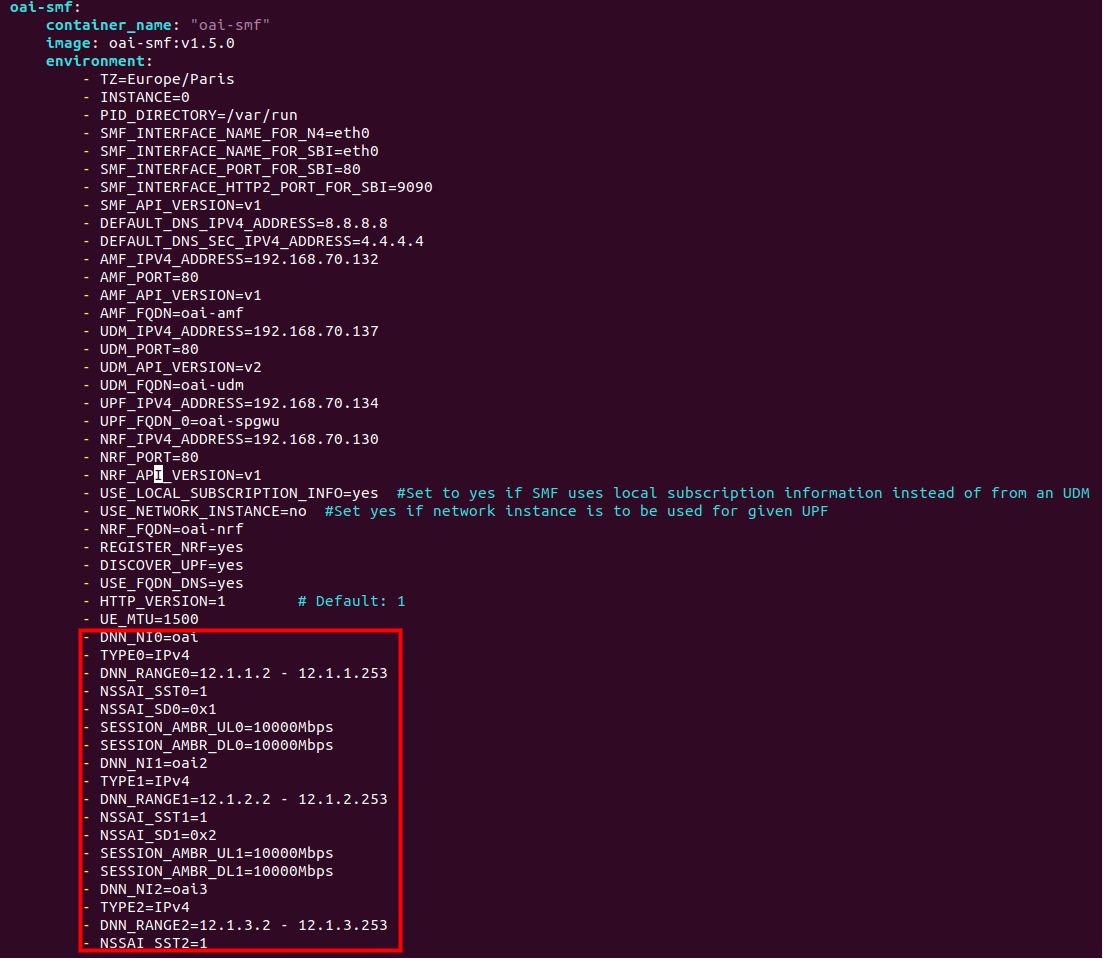 oai-smf:
container_name: "oai-smf"
image: oai-smf:v1.5.0
environment:
- TZ=Europe/Paris
- INSTANCE=0
- PID_DIRECTORY=/var/run
- SMF_INTERFACE_NAME_FOR_N4=eth0
- SMF_INTERFACE_NAME_FOR_SBI=eth0
- SMF_INTERFACE_PORT_FOR_SBI=80
- SMF_INTERFACE_HTTP2_PORT_FOR_SBI=9090
- SMF_API_VERSION=v1
- DEFAULT_DNS_IPV4_ADDRESS=8.8.8.8
- DEFAULT_DNS_SEC_IPV4_ADDRESS=4.4.4.4
- AMF_IPV4_ADDRESS=192.168.70.132
- AMF_PORT=80
- AMF_API_VERSION=v1
- AMF_FQDN=oai-amf
- UDM_IPV4_ADDRESS=192.168.70.137
- UDM_PORT=80
- UDM_API_VERSION=v2
- UDM_FQDN=oai-udm
- UPF_IPV4_ADDRESS=192.168.70.134
- UPF_FQDN_0=oai-spgwu
- NRF_IPV4_ADDRESS=192.168.70.130
- NRF_PORT=80
- NRF_API_VERSION=v1
- USE_LOCAL_SUBSCRIPTION_INFO=yes  #Set to yes if SMF uses local subscription information instead of from an UDM
- USE_NETWORK_INSTANCE=no  #Set yes if network instance is to be used for given UPF
- NRF_FQDN=oai-nrf
- REGISTER_NRF=yes
- DISCOVER_UPF=yes
- USE_FQDN_DNS=yes
- HTTP_VERSION=1        # Default: 1
- UE_MTU=1500
- DNN_NI0=oai
- TYPE0=IPv4
- DNN_RANGE0=12.1.1.2 - 12.1.1.253
- NSSAI_SST0=1
- NSSAI_SD0=0x1
- SESSION_AMBR_UL0=10000Mbps
- SESSION_AMBR_DL0=10000Mbps
- DNN_NI1=oai2
- TYPE1=IPv4
- DNN_RANGE1=12.1.2.2 - 12.1.2.253
- NSSAI_SST1=1
- NSSAI_SD1=0x2
- SESSION_AMBR_UL1=10000Mbps
- SESSION_AMBR_DL1=10000Mbps
- DNN_NI2=oai3
- TYPE2=IPv4
- DNN_RANGE2=12.1.3.2 - 12.1.3.253
- NSSAI_SST2=1